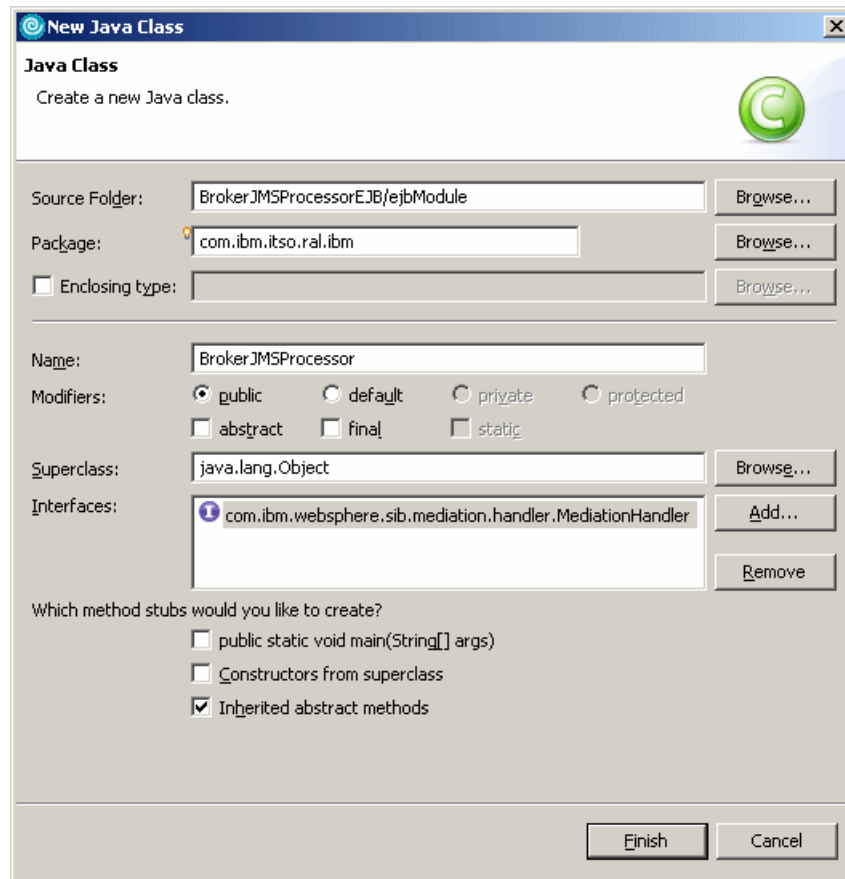 New Java Class
Java Class
Create a new Java class.
C
Source Folder: BrokerJMSProcessorEJB/ejbModule Browse...
Package: com.ibm.itso.ral.ibm Browse...
Enclosing type: Browse...
Name: BrokerJMSProcessor
Modifiers: public default private protected
abstract final static
Superclass: java.lang.Object Browse...
Interfaces: com.ibm.websphere.sib.mediation.handler.MediationHandler Add...
Remove
Which method stubs would you like to create?
public static void main(String[] args)
Constructors from superclass
Inherited abstract methods
Finish Cancel